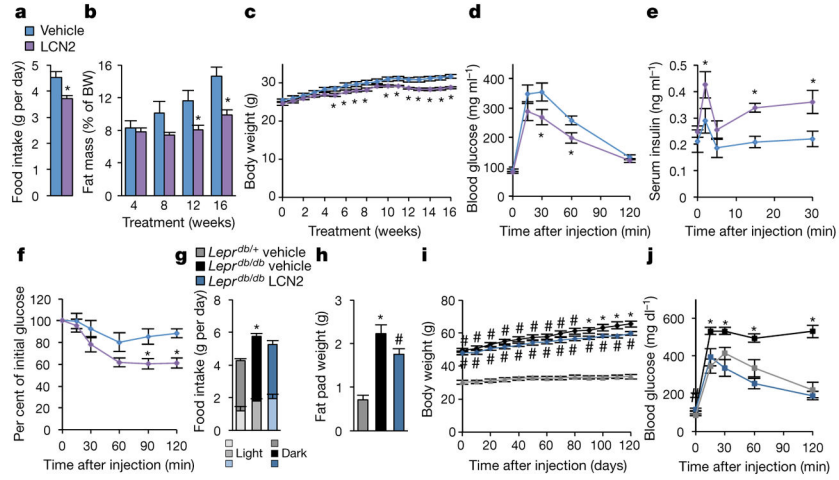 a
b
c
d
e
Vehicle
LCN2
Food intake (g per day)
5
4
3
2
1
0
*
Fat mass (% of BW)
16
12
8
4
0
* *
4 8 12 16
Treatment (weeks)
Body weight (g)
30
20
10
0
* * * * * * * * * * *
0 2 4 6 8 10 12 14 16
Treatment (weeks)
Blood glucose (mg ml−1)
400
300
200
100
0
* *
0 30 60 90 120
Time after injection (min)
Serum insulin (ng ml−1)
0.5
0.4
0.3
0.2
0.1
0
* * *
0 10 20 30
Time after injection (min)
f
g
h
i
j
Lepr db/+ vehicle
Lepr db/db vehicle
Lepr db/db LCN2
Per cent of initial glucose
120
100
80
60
40
20
0
* *
0 30 60 90 120
Time after injection (min)
Food intake (g per day)
8
6
4
2
0
*
Light Dark
Fat pad weight (g)
3
2
1
0
* #
Body weight (g)
80
60
40
20
0
# # # # # # # # # * * * *
# # # # # # # # # # # # #
0 20 40 60 80 100 120
Time after injection (days)
Blood glucose (mg dl−1)
600
400
200
0
* * * *
#
0 30 60 90 120
Time after injection (min)